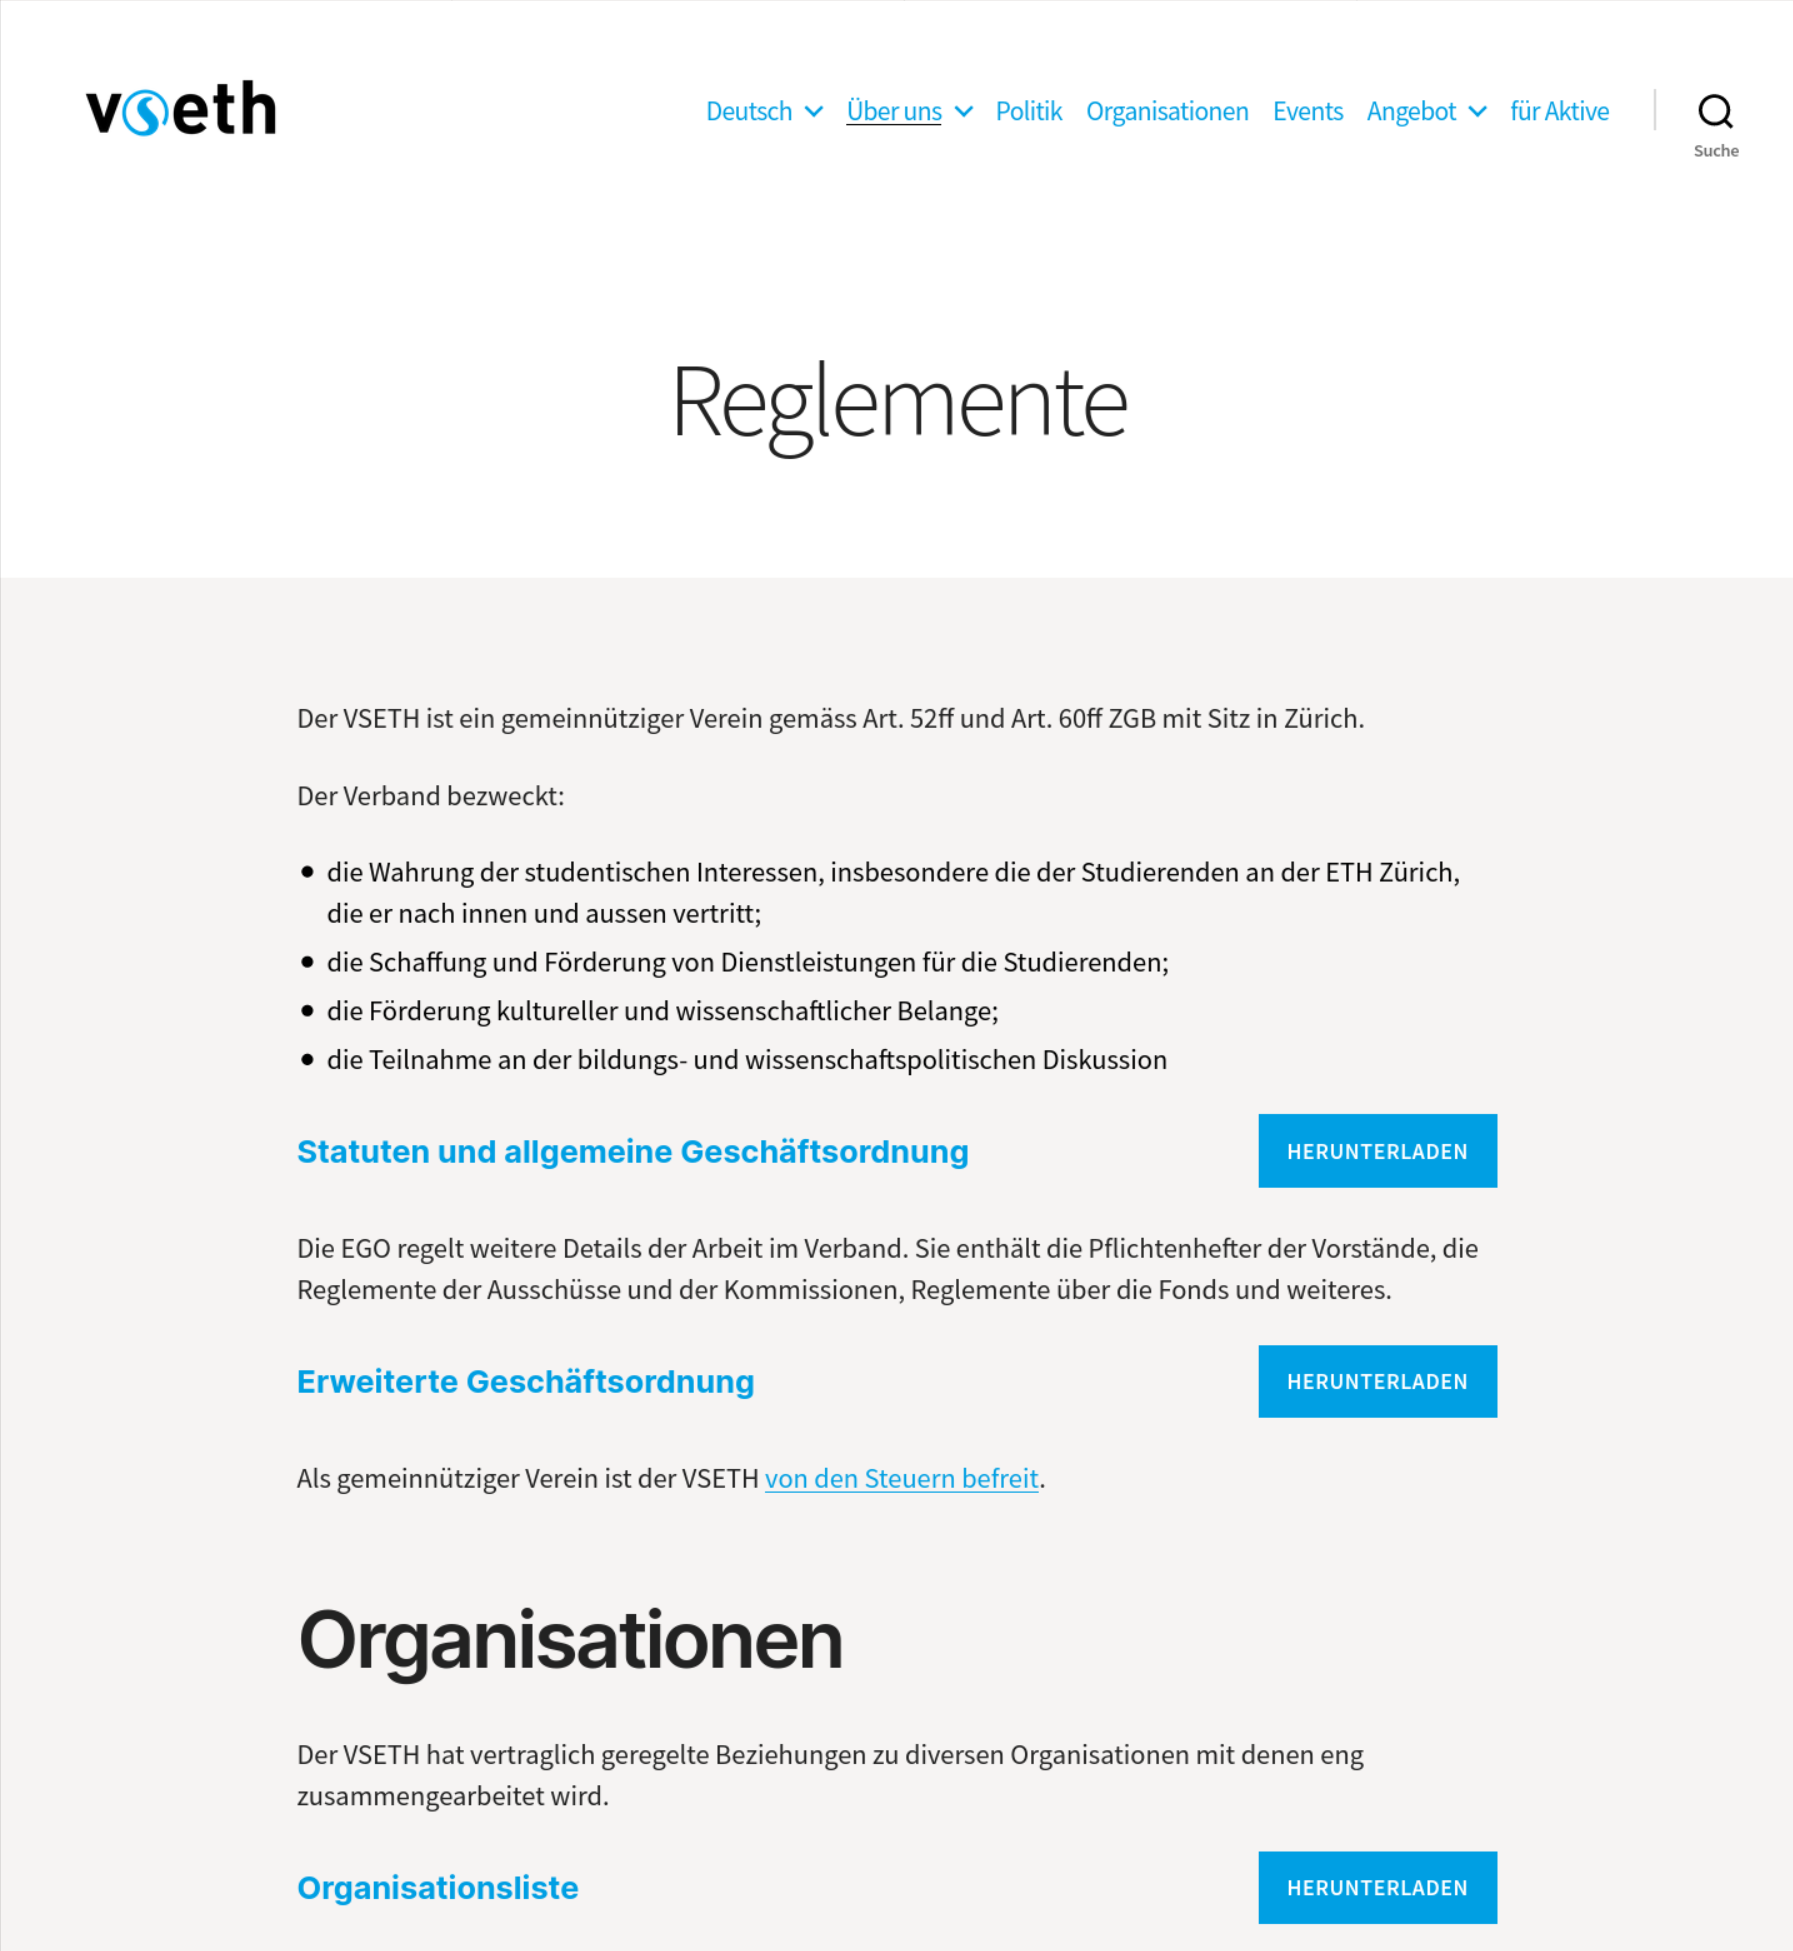 vseth
Deutsch Über uns Politik Organisationen Events Angebot für Aktive
Suche
Reglemente
Der VSETH ist ein gemeinnütziger Verein gemäss Art. 52ff und Art. 60ff ZGB mit Sitz in Zürich.
Der Verband bezweckt:
die Wahrung der studentischen Interessen, insbesondere die der Studierenden an der ETH Zürich,
die er nach innen und aussen vertritt;
die Schaffung und Förderung von Dienstleistungen für die Studierenden;
die Förderung kultureller und wissenschaftlicher Belange;
die Teilnahme an der bildungs- und wissenschaftspolitischen Diskussion
Statuten und allgemeine Geschäftsordnung HERUNTERLADEN
Die EGO regelt weitere Details der Arbeit im Verband. Sie enthält die Pflichtenhefter der Vorstände, die
Reglemente der Ausschüsse und der Kommissionen, Reglemente über die Fonds und weiteres.
Erweiterte Geschäftsordnung HERUNTERLADEN
Als gemeinnütziger Verein ist der VSETH von den Steuern befreit.
Organisationen
Der VSETH hat vertraglich geregelte Beziehungen zu diversen Organisationen mit denen eng
zusammengearbeitet wird.
Organisationsliste HERUNTERLADEN